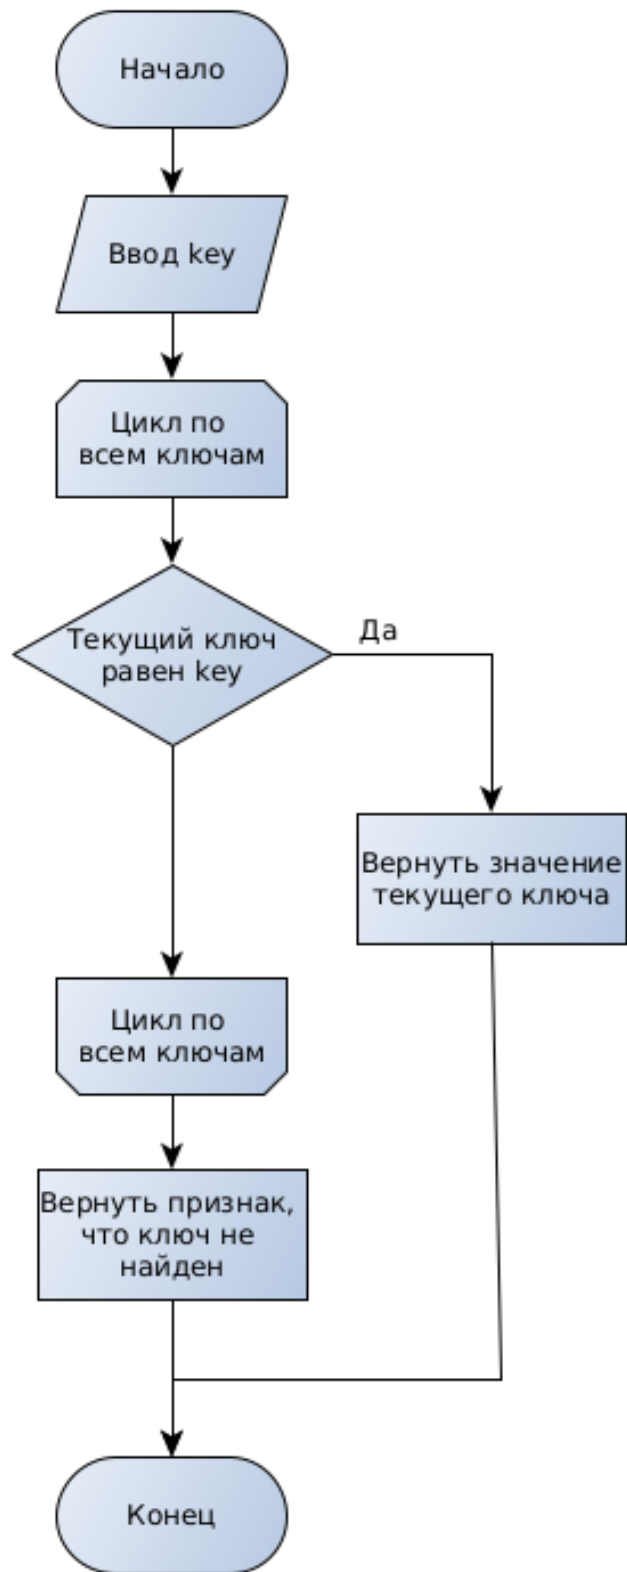 Начало
Ввод key
Цикл по
всем ключам
Текущий ключ
равен key
Да
Вернуть значение
текущего ключа
Цикл по
всем ключам
Вернуть признак,
что ключ не
найден
Конец